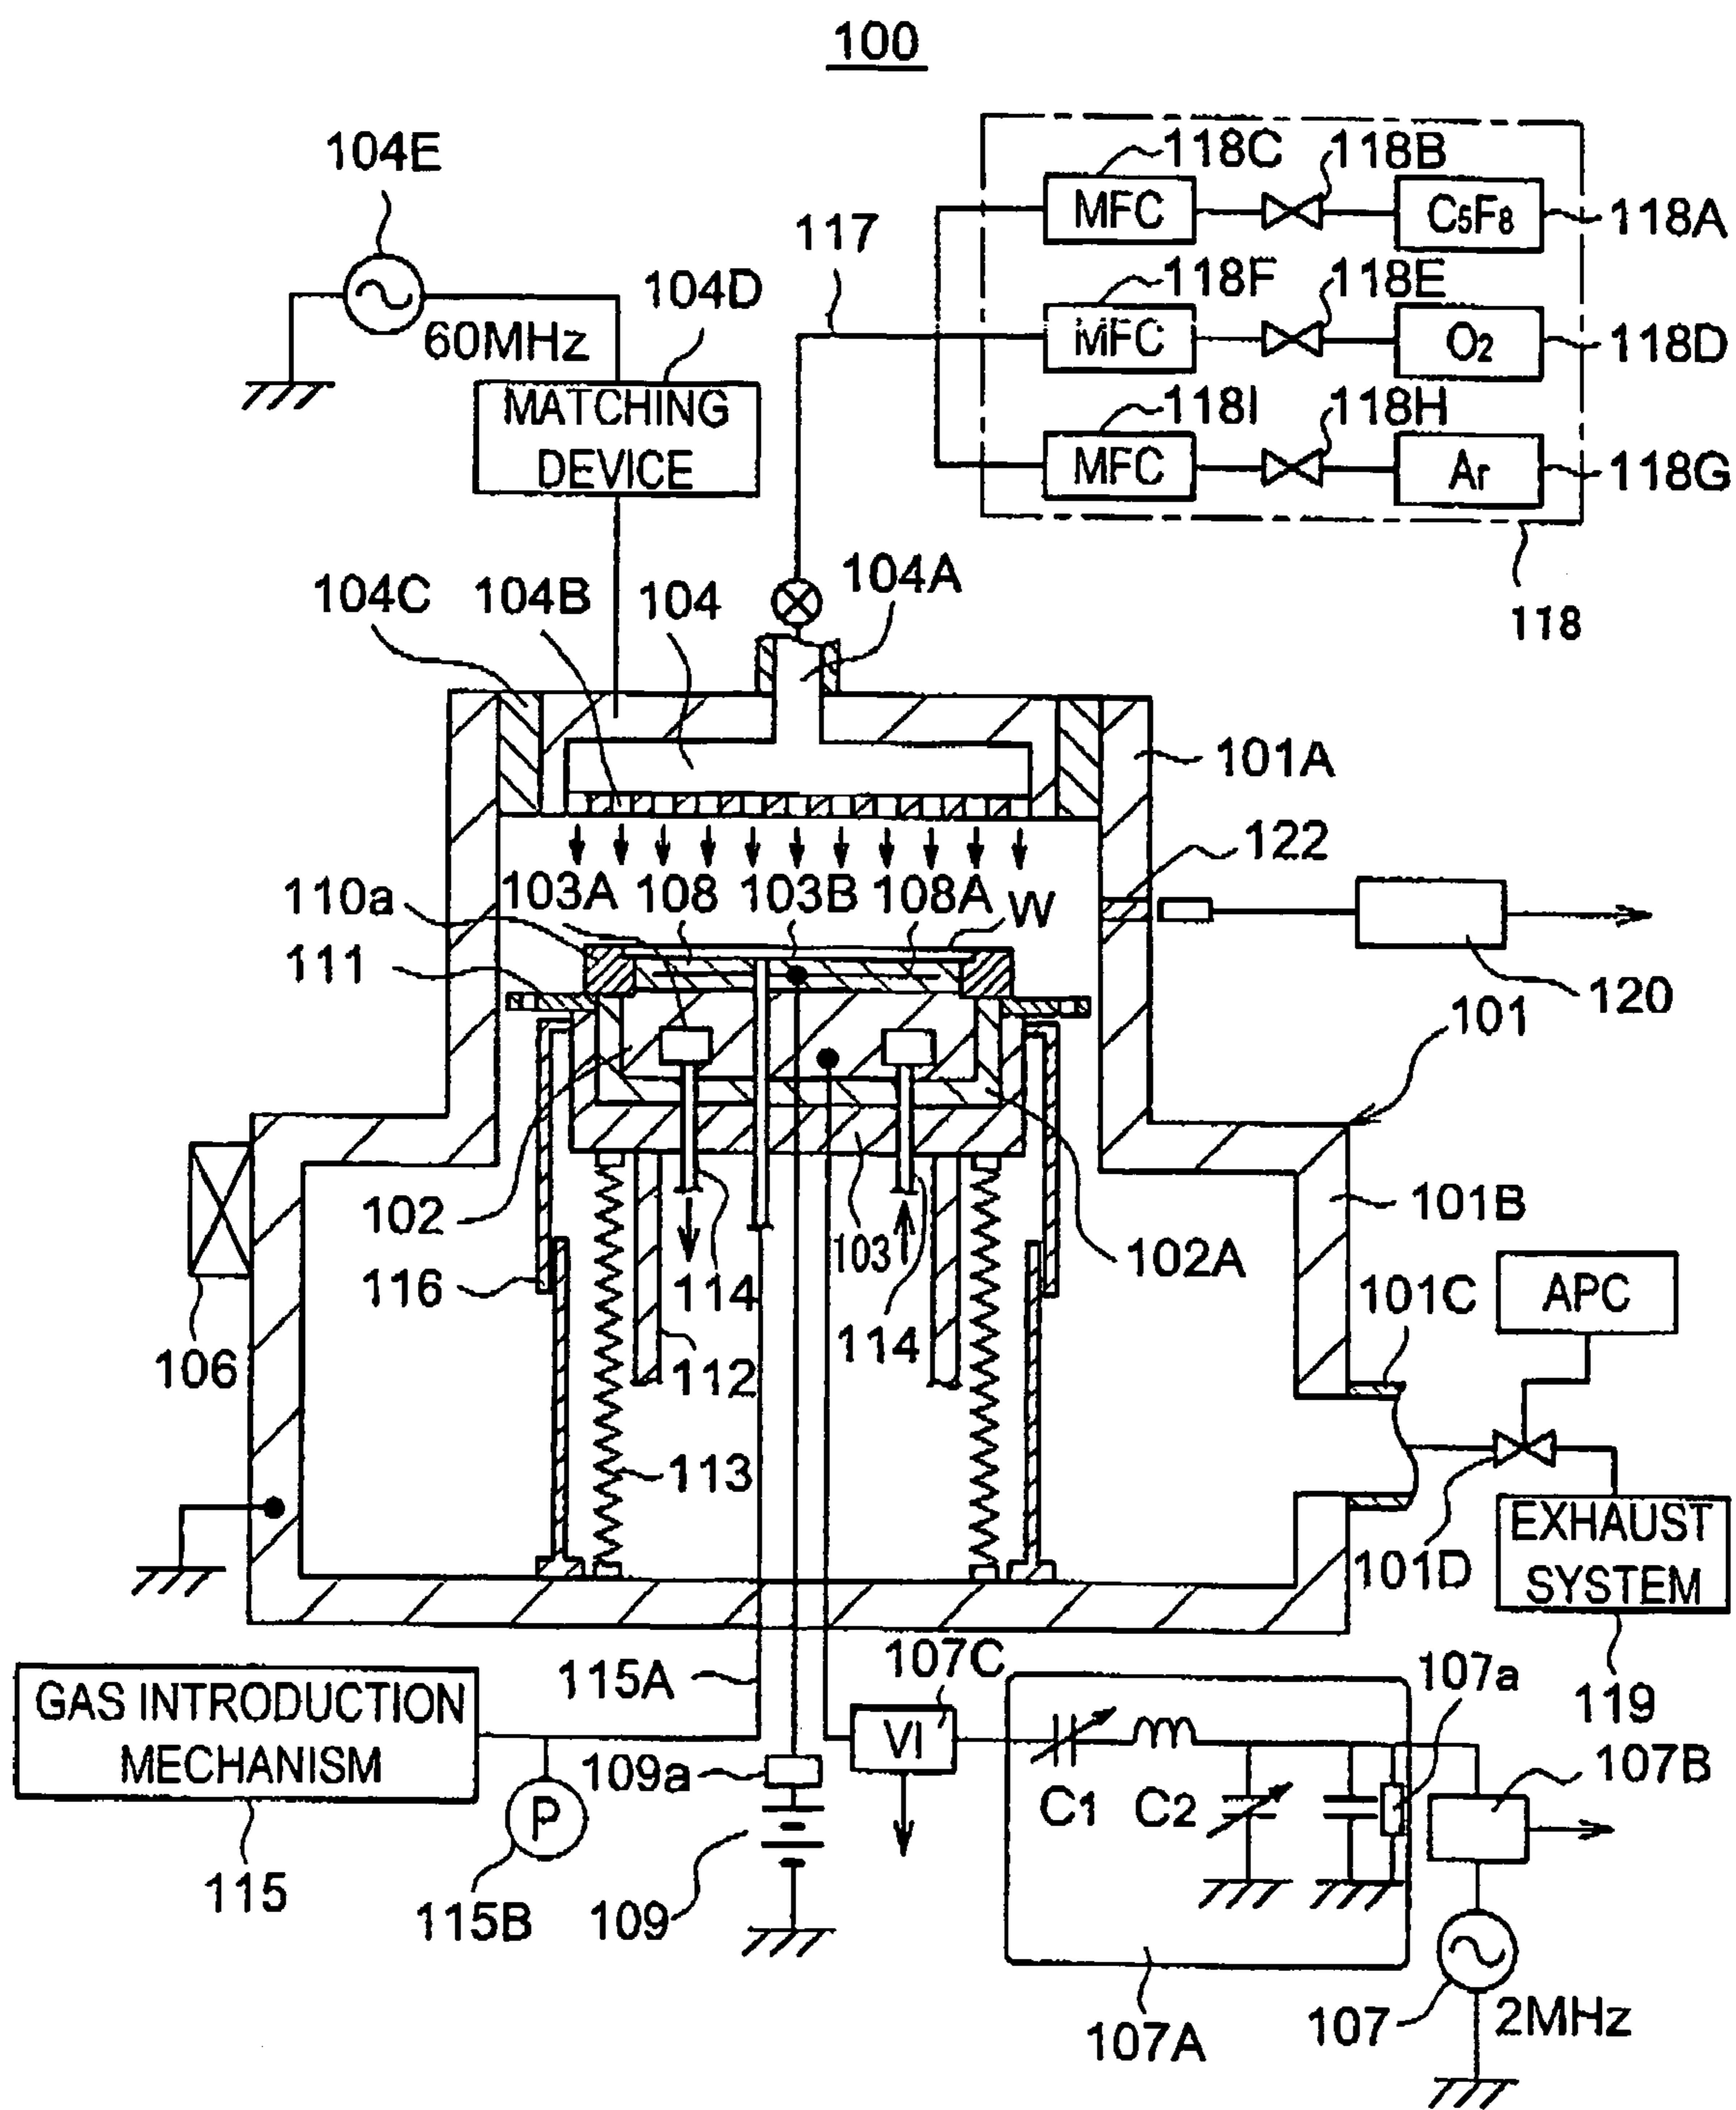 100
104E
118C
118B
MFC
C5F8
118A
117
104D
118F
118E
60MHz
MFC
O2
118D
MATCHING
DEVICE
118I
118H
MFC
Ar
118G
104C
104B
104
104A
118
101A
122
103A
108
103B
108A
W
110a
111
120
101
102
114
103
102A
101B
116
114
101C
APC
106
112
113
101D
EXHAUST
SYSTEM
115A
107C
107a
119
GAS INTRODUCTION
MECHANISM
VI
109a
107B
C1
C2
P
115
115B
109
107A
107
2MHz